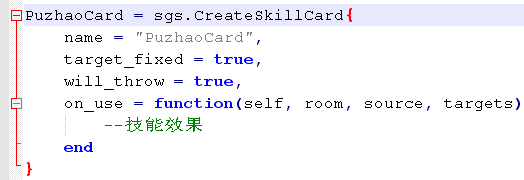 PuzhaoCard = sgs.CreateSkillCard{
name = "PuzhaoCard",
target_fixed = true,
will_throw = true,
on_use = function(self, room, source, targets)
--技能效果
end
}